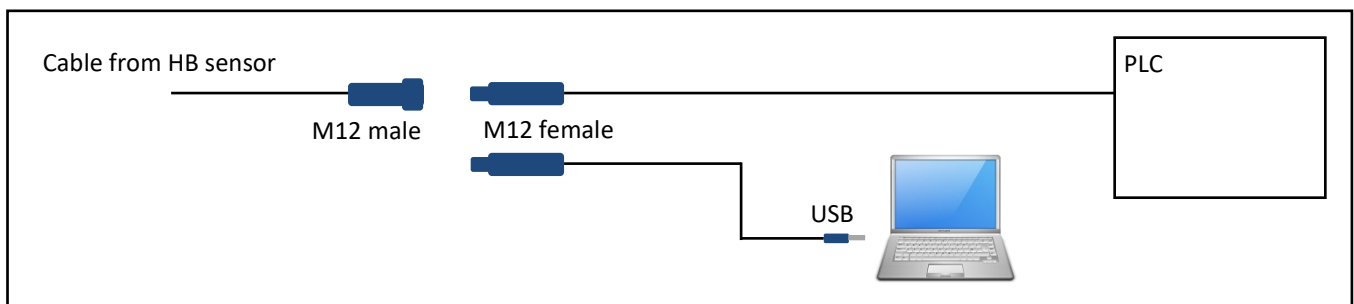 Cable from HB sensor
PLC
M12 male
M12 female
USB